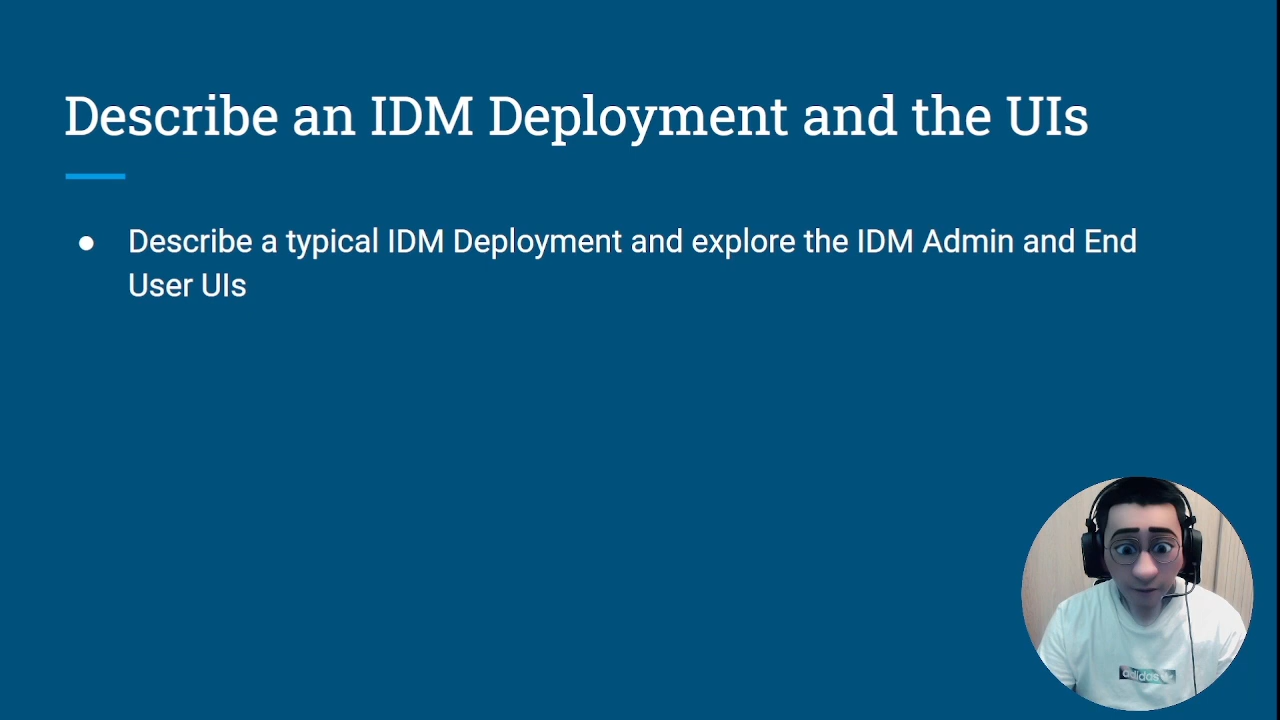 Describe an IDM Deployment and the UIs
● Describe a typical IDM Deployment and explore the IDM Admin and End
User UIs
adidas